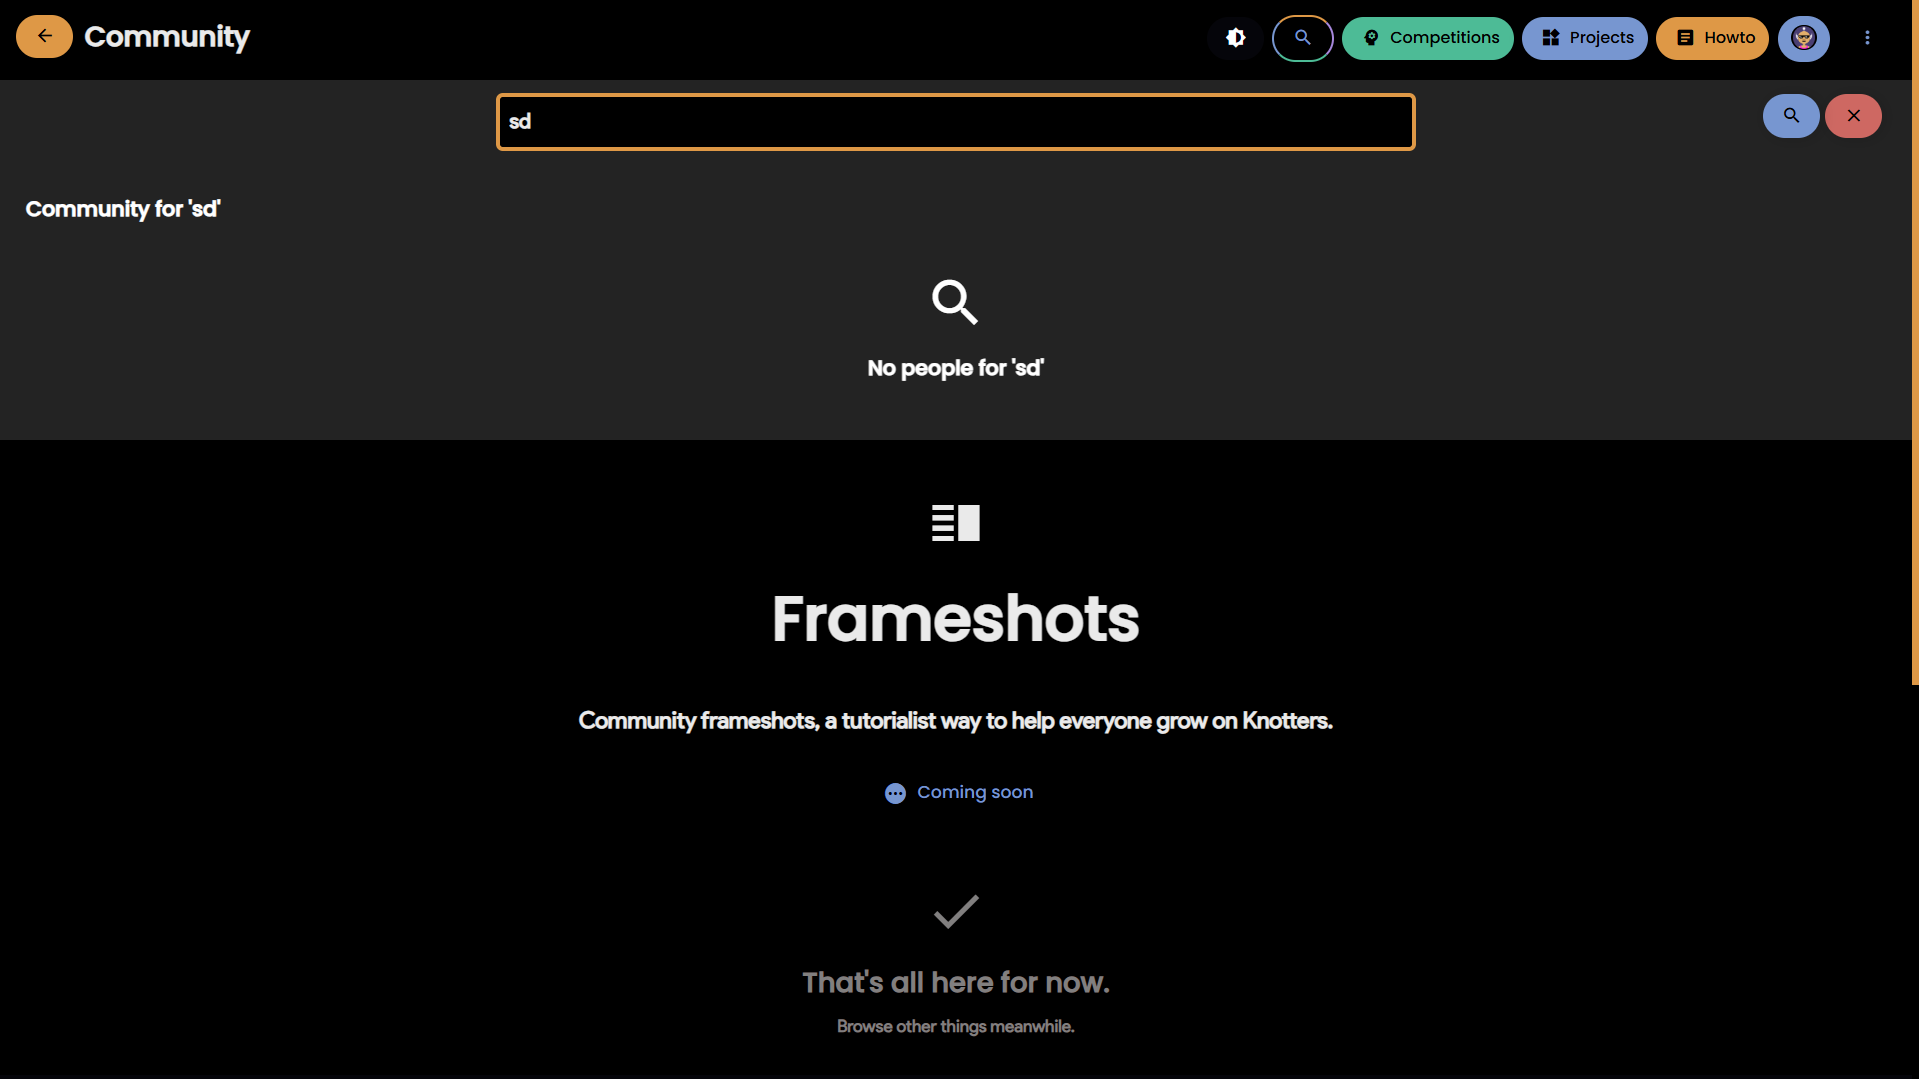 Community
Competitions
Projects
Howto
sd
Community for 'sd'
No people for 'sd'
Frameshots
Community frameshots, a tutorialist way to help everyone grow on Knotters.
Coming soon
That's all here for now.
Browse other things meanwhile.